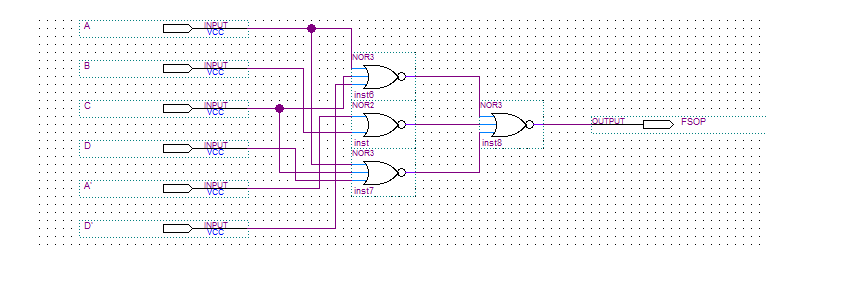 A INPUT
VCC
B INPUT
VCC
C INPUT
VCC
D INPUT
VCC
A' INPUT
VCC
D' INPUT
VCC
NOR3
inst6
NOR2
inst
NOR3
inst7
NOR3
inst8
OUTPUT FSOP